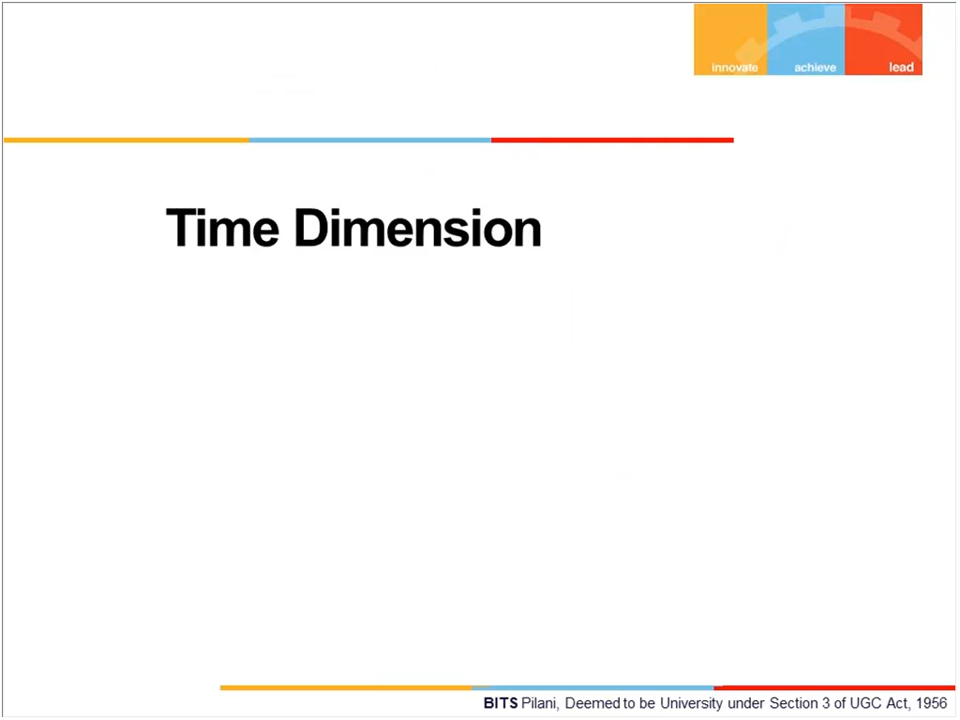 innovate achieve lead
Time Dimension
BITS Pilani, Deemed to be University under Section 3 of UGC Act, 1956